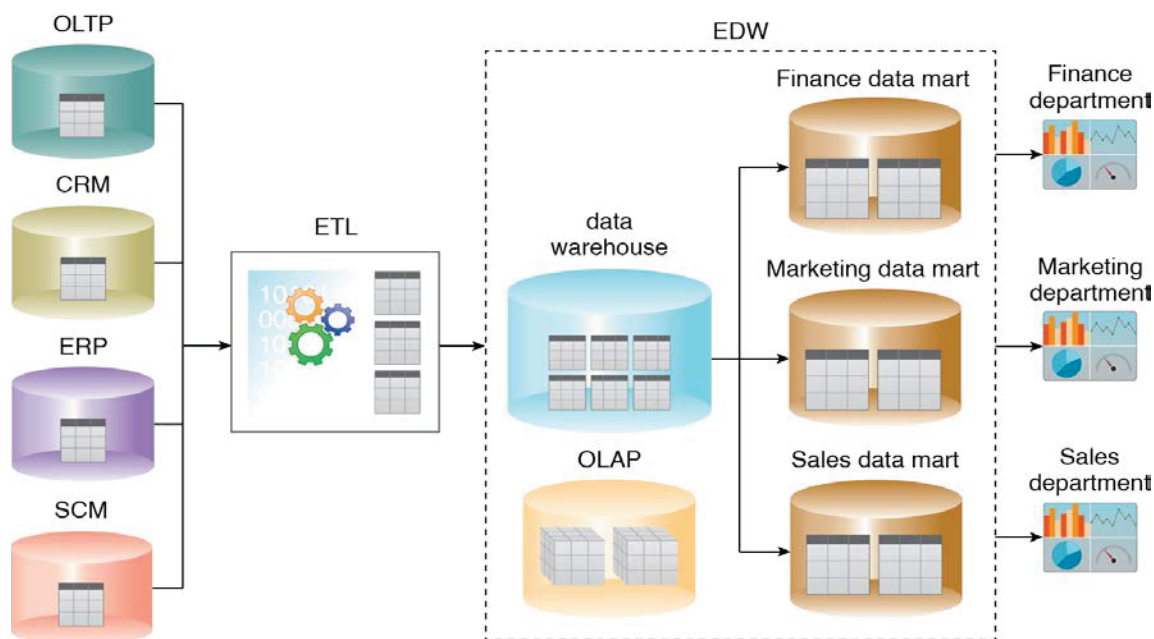 OLTP
CRM
ERP
SCM
ETL
EDW
data
warehouse
OLAP
Finance data mart
Marketing data mart
Sales data mart
Finance
department
Marketing
department
Sales
department